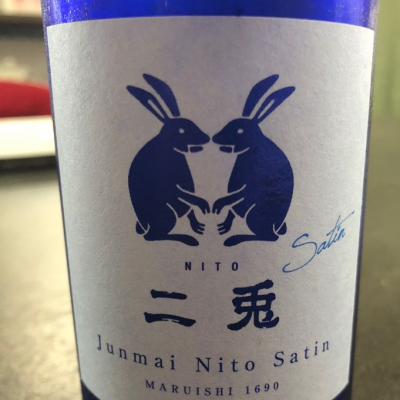 NITO
Satin
二兎
Junmai Nito Satin
MARUISHI 1690